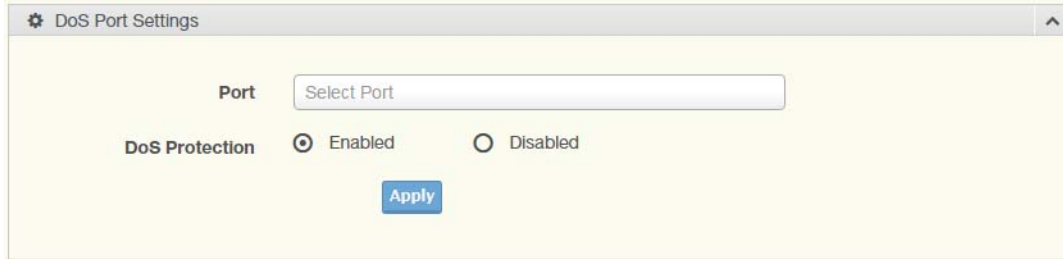 DoS Port Settings
Port Select Port
DoS Protection Enabled Disabled
Apply